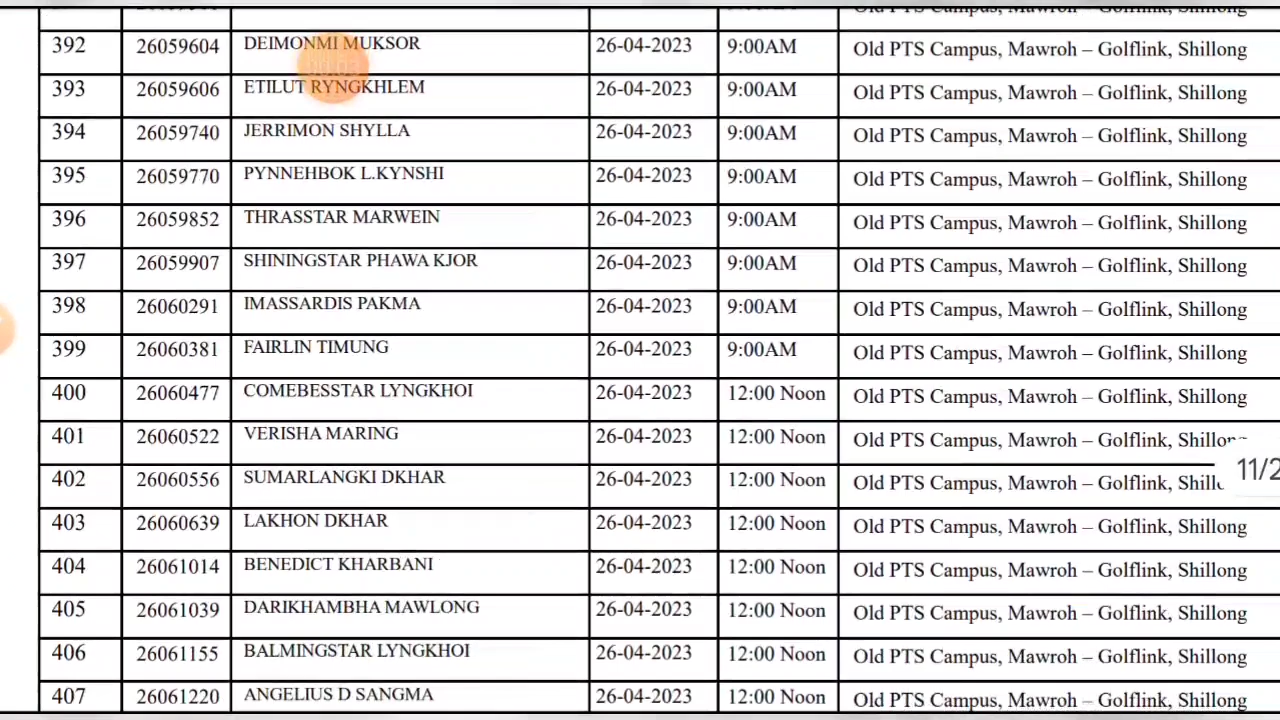 Old PTS Campus, Mawroh – Golflink, Shillong
392 26059604 DEIMONMI MUKSOR 26-04-2023 9:00AM Old PTS Campus, Mawroh – Golflink, Shillong
00:03
393 26059606 ETILUT RYNGKHLEM 26-04-2023 9:00AM Old PTS Campus, Mawroh – Golflink, Shillong
394 26059740 JERRIMON SHYLLA 26-04-2023 9:00AM Old PTS Campus, Mawroh – Golflink, Shillong
395 26059770 PYNNEHBOK L.KYNSHI 26-04-2023 9:00AM Old PTS Campus, Mawroh – Golflink, Shillong
396 26059852 THRASSTAR MARWEIN 26-04-2023 9:00AM Old PTS Campus, Mawroh – Golflink, Shillong
397 26059907 SHININGSTAR PHAWA KJOR 26-04-2023 9:00AM Old PTS Campus, Mawroh – Golflink, Shillong
398 26060291 IMASSARDIS PAKMA 26-04-2023 9:00AM Old PTS Campus, Mawroh – Golflink, Shillong
399 26060381 FAIRLIN TIMUNG 26-04-2023 9:00AM Old PTS Campus, Mawroh – Golflink, Shillong
400 26060477 COMEBESSTAR LYNGKHOI 26-04-2023 12:00 Noon Old PTS Campus, Mawroh – Golflink, Shillong
401 26060522 VERISHA MARING 26-04-2023 12:00 Noon Old PTS Campus, Mawroh – Golflink, Shillong
11/2
402 26060556 SUMARLANGKI DKHAR 26-04-2023 12:00 Noon Old PTS Campus, Mawroh – Golflink, Shill
403 26060639 LAKHON DKHAR 26-04-2023 12:00 Noon Old PTS Campus, Mawroh – Golflink, Shillong
404 26061014 BENEDICT KHARBANI 26-04-2023 12:00 Noon Old PTS Campus, Mawroh – Golflink, Shillong
405 26061039 DARIKHAMBHA MAWLONG 26-04-2023 12:00 Noon Old PTS Campus, Mawroh – Golflink, Shillong
406 26061155 BALMINGSTAR LYNGKHOI 26-04-2023 12:00 Noon Old PTS Campus, Mawroh – Golflink, Shillong
407 26061220 ANGELIUS D SANGMA 26-04-2023 12:00 Noon Old PTS Campus, Mawroh – Golflink, Shillong